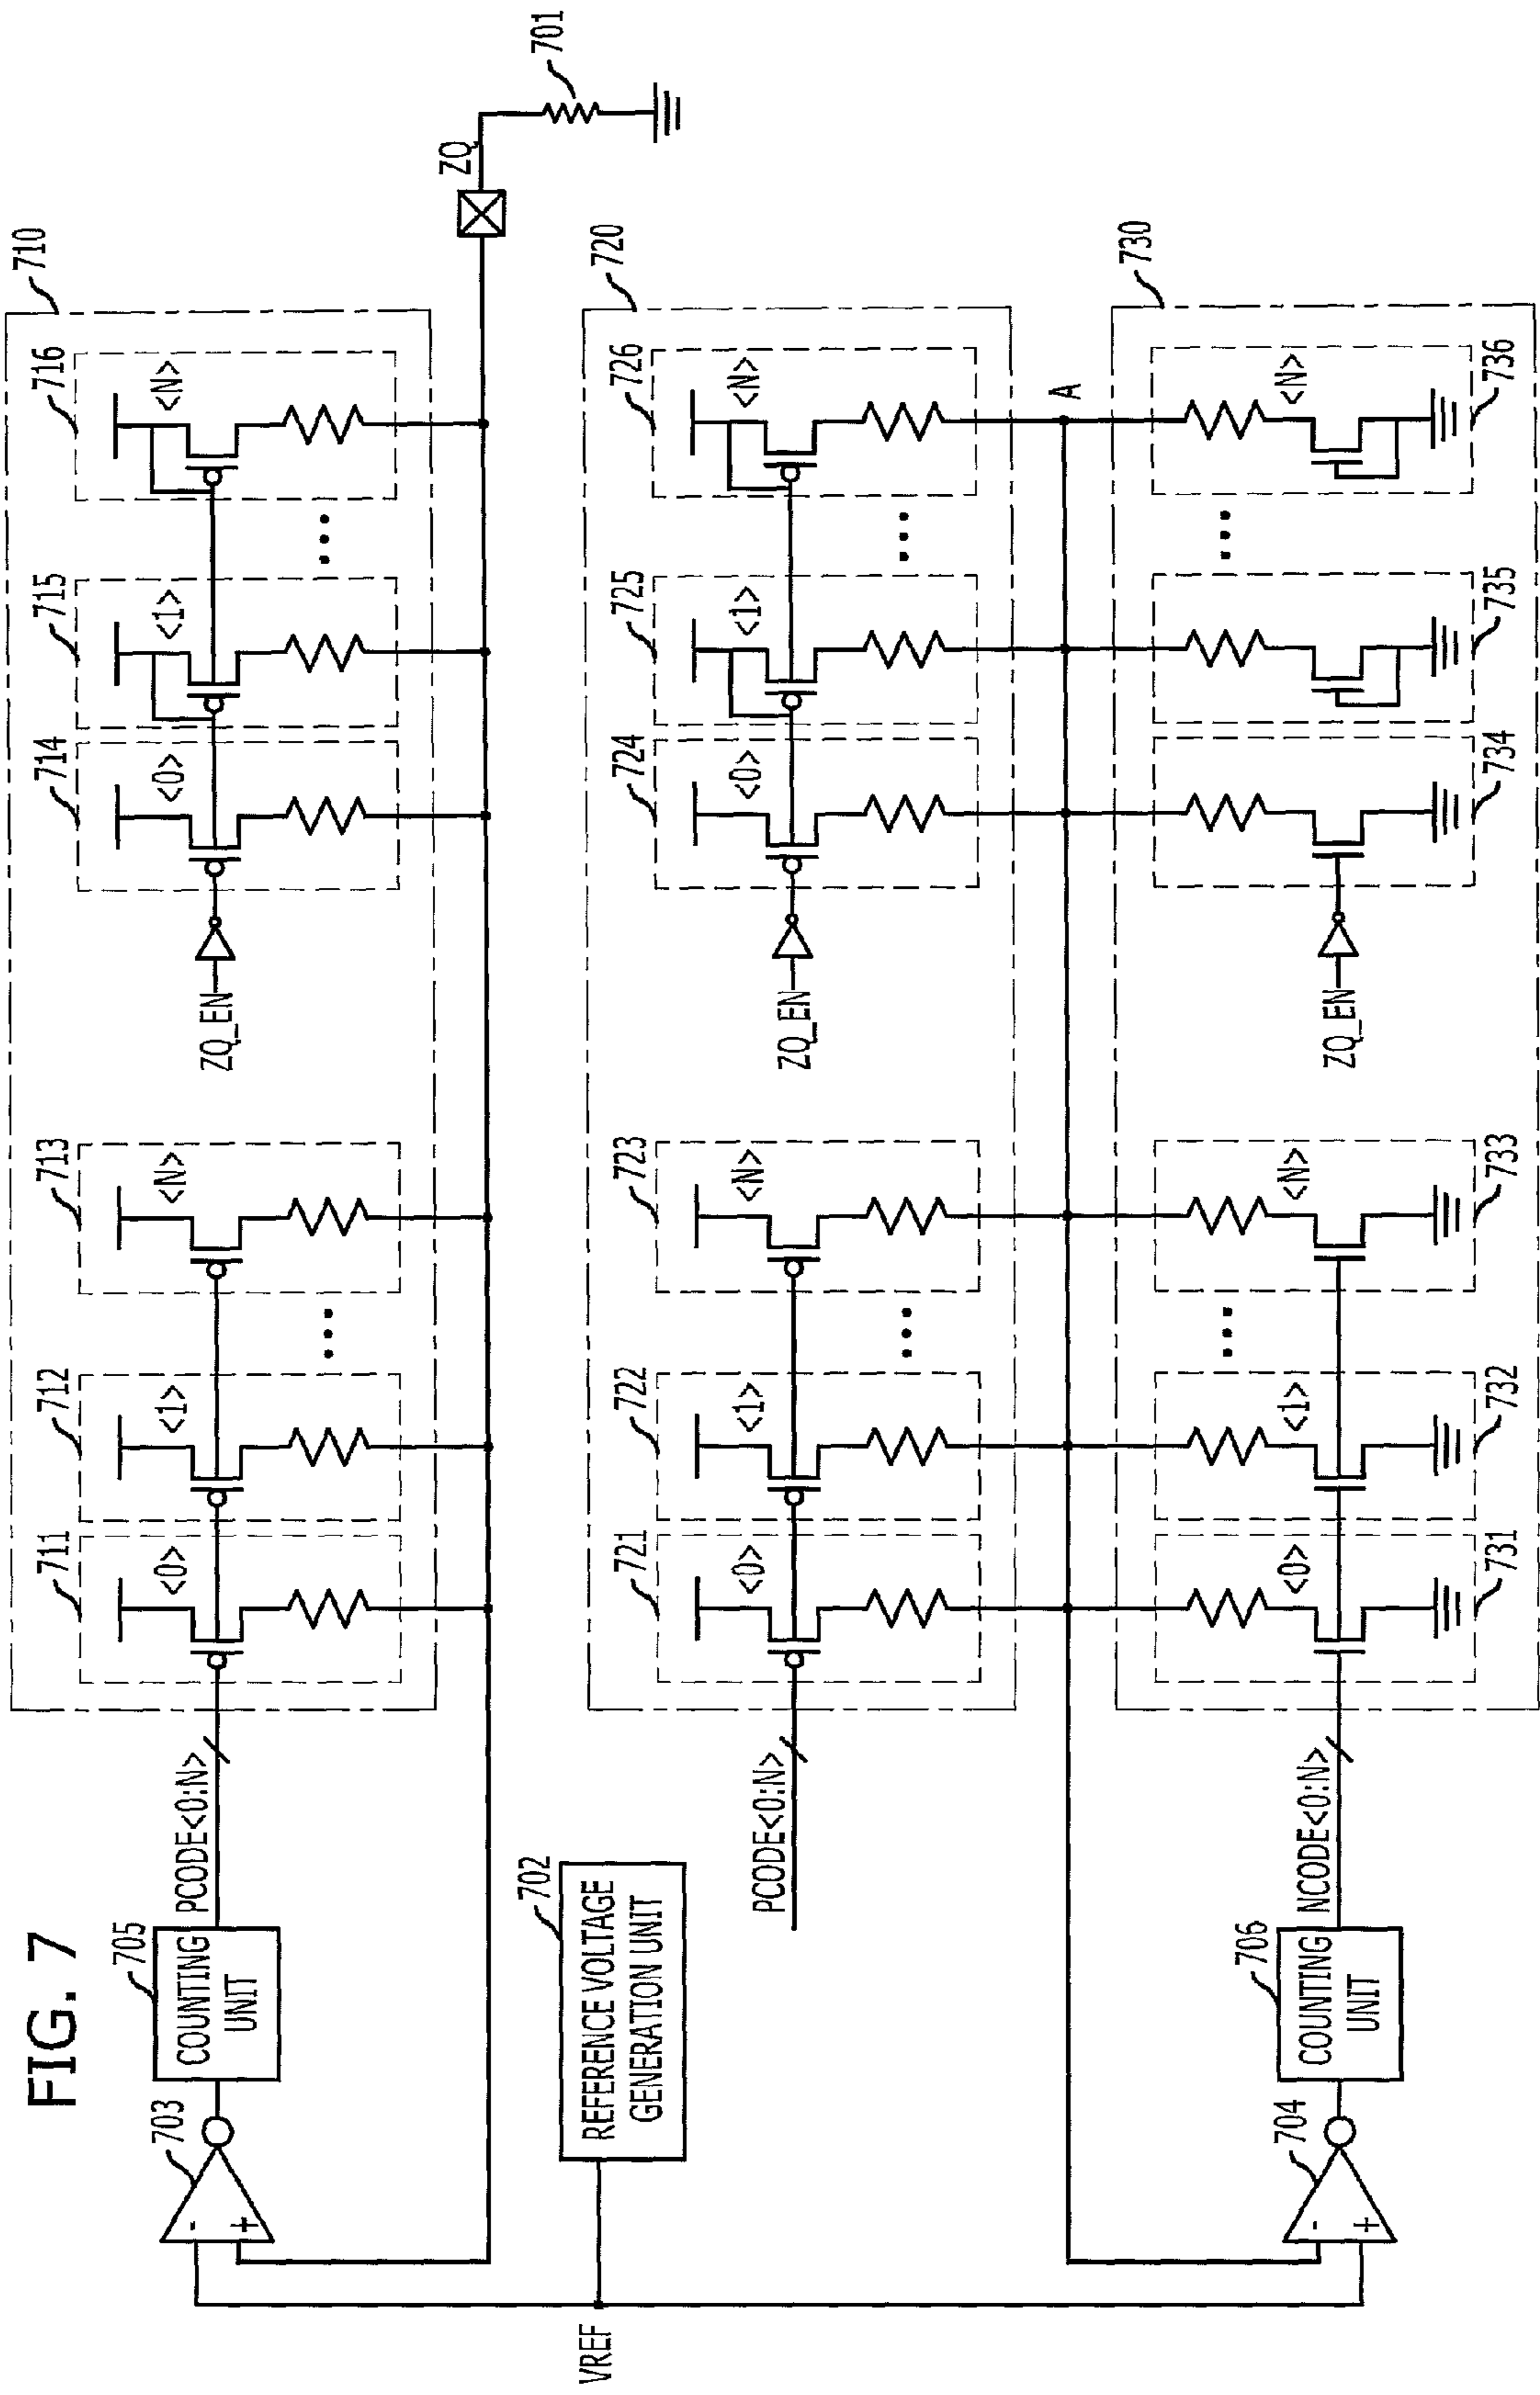 FIG. 7
703
705
COUNTING
UNIT
PCODE<0:N>
710
711
<0>
712
<1>
...
713
<N>
ZQ_EN
714
<0>
715
<1>
...
716
<N>
-
+
ZQ
701
VREF
702
REFERENCE VOLTAGE
GENERATION UNIT
PCODE<0:N>
720
721
<0>
722
<1>
...
723
<N>
ZQ_EN
724
<0>
725
<1>
...
726
<N>
A
704
-
+
706
COUNTING
UNIT
NCODE<0:N>
730
<0>
731
<1>
732
...
<N>
733
ZQ_EN
734
735
...
<N>
736